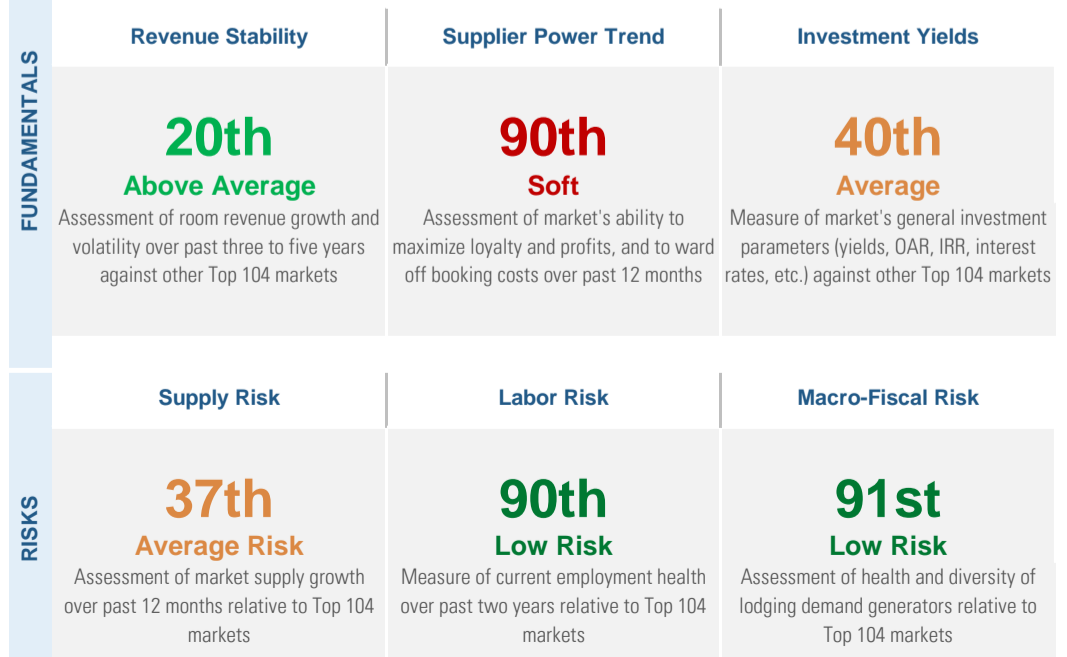 FUNDAMENTALS
Revenue Stability
Supplier Power Trend
Investment Yields
20th
Above Average
Assessment of room revenue growth and
volatility over past three to five years
against other Top 104 markets
90th
Soft
Assessment of market's ability to
maximize loyalty and profits, and to ward
off booking costs over past 12 months
40th
Average
Measure of market's general investment
parameters (yields, OAR, IRR, interest
rates, etc.) against other Top 104 markets
RISKS
Supply Risk
Labor Risk
Macro-Fiscal Risk
37th
Average Risk
Assessment of market supply growth
over past 12 months relative to Top 104
markets
90th
Low Risk
Measure of current employment health
over past two years relative to Top 104
markets
91st
Low Risk
Assessment of health and diversity of
lodging demand generators relative to
Top 104 markets